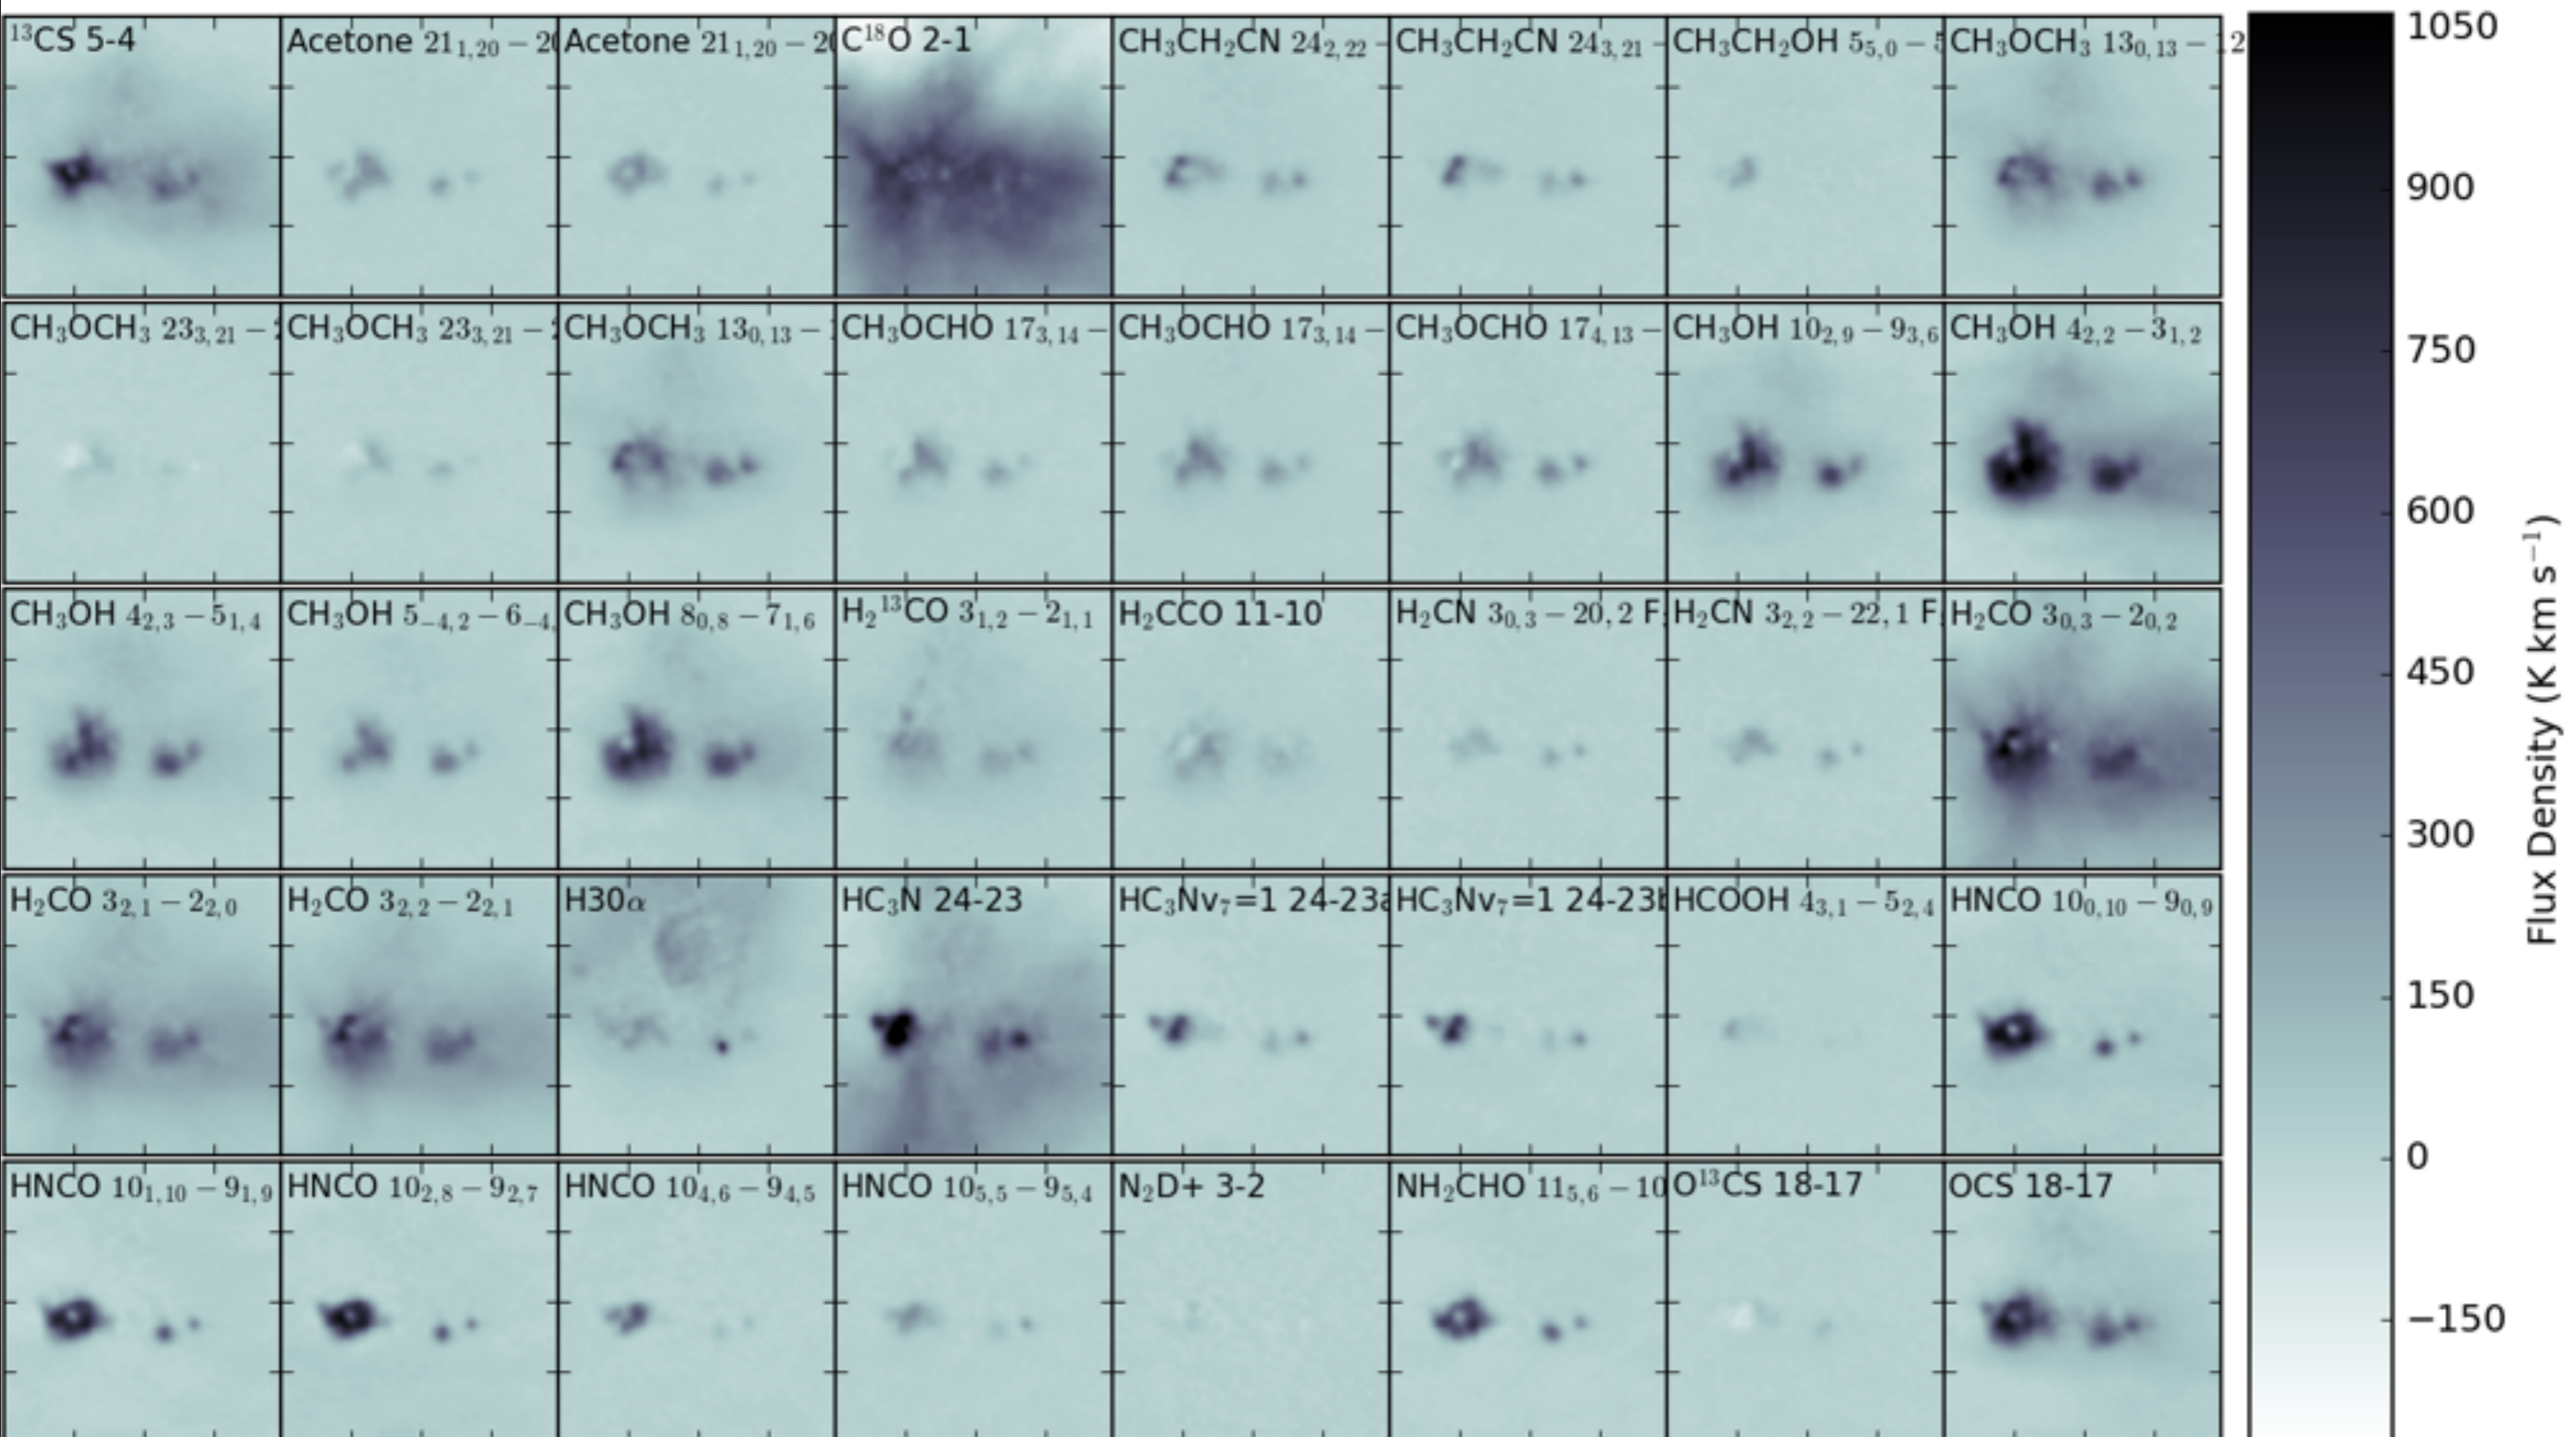 ¹³CS 5-4
Acetone 21₁,₂₀ − 20
Acetone 21₁,₂₀ − 20
C¹⁸O 2-1
CH₃CH₂CN 24₂,₂₂ -
CH₃CH₂CN 24₃,₂₁ -
CH₃CH₂OH 5₅,₀ − 5
CH₃OCH₃ 13₀,₁₃ − 12
CH₃OCH₃ 23₃,₂₁ −
CH₃OCH₃ 23₃,₂₁ −
CH₃OCH₃ 13₀,₁₃ −
CH₃OCHO 17₃,₁₄ −
CH₃OCHO 17₃,₁₄ −
CH₃OCHO 17₄,₁₃ −
CH₃OH 10₂,₉ − 9₃,₆
CH₃OH 4₂,₂ − 3₁,₂
CH₃OH 4₂,₃ − 5₁,₄
CH₃OH 5₋₄,₂ − 6₋₄,
CH₃OH 8₀,₈ − 7₁,₆
H₂¹³CO 3₁,₂ − 2₁,₁
H₂CCO 11-10
H₂CN 3₀,₃ − 20, 2 F
H₂CN 3₂,₂ − 22, 1 F
H₂CO 3₀,₃ − 2₀,₂
H₂CO 3₂,₁ − 2₂,₀
H₂CO 3₂,₂ − 2₂,₁
H30α
HC₃N 24-23
HC₃Nv₇=1 24-23a
HC₃Nv₇=1 24-23b
HCOOH 4₃,₁ − 5₂,₄
HNCO 10₀,₁₀ − 9₀,₉
HNCO 10₁,₁₀ − 9₁,₉
HNCO 10₂,₈ − 9₂,₇
HNCO 10₄,₆ − 9₄,₅
HNCO 10₅,₅ − 9₅,₄
N₂D+ 3-2
NH₂CHO 11₅,₆ − 10
O¹³CS 18-17
OCS 18-17
1050
900
750
600
450
300
150
0
−150
Flux Density (K km s⁻¹)